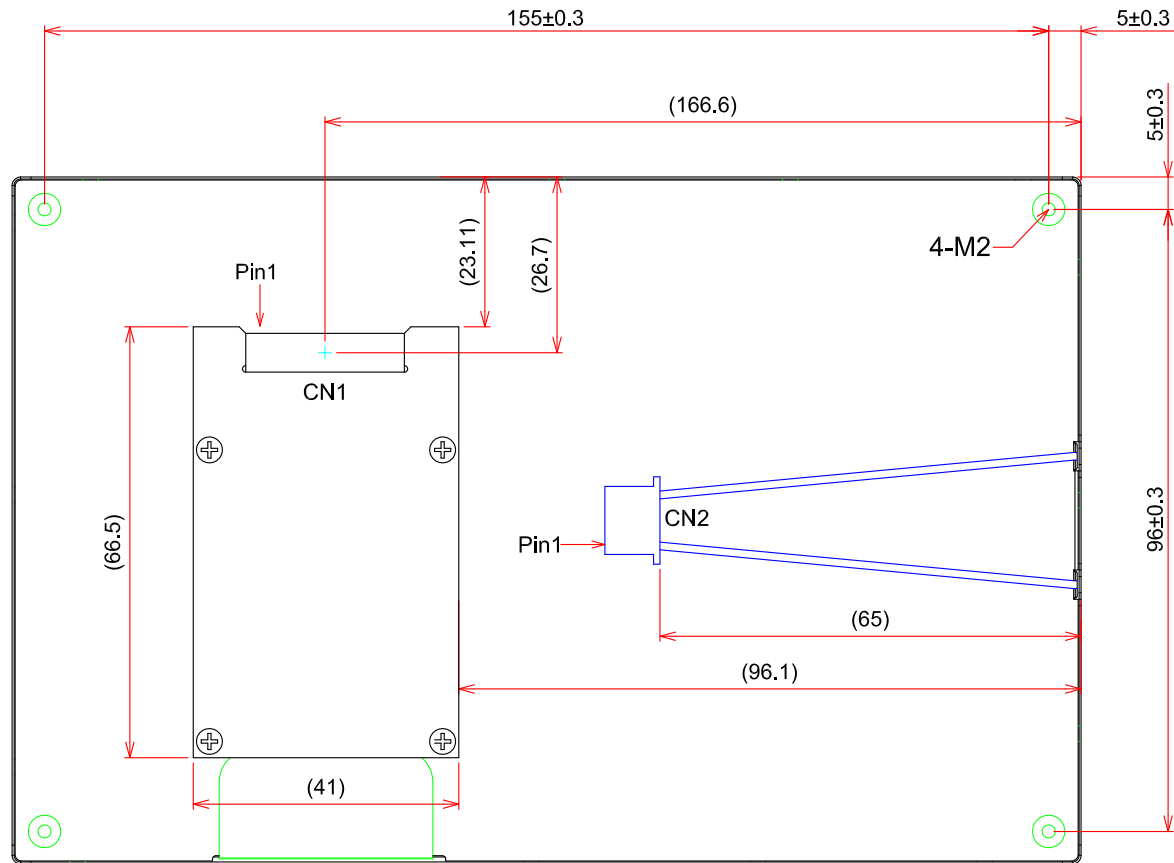 155±0.3
5±0.3
(166.6)
5±0.3
4-M2
(23.11)
(26.7)
Pin1
CN1
(66.5)
CN2
Pin1
96±0.3
(65)
(96.1)
(41)